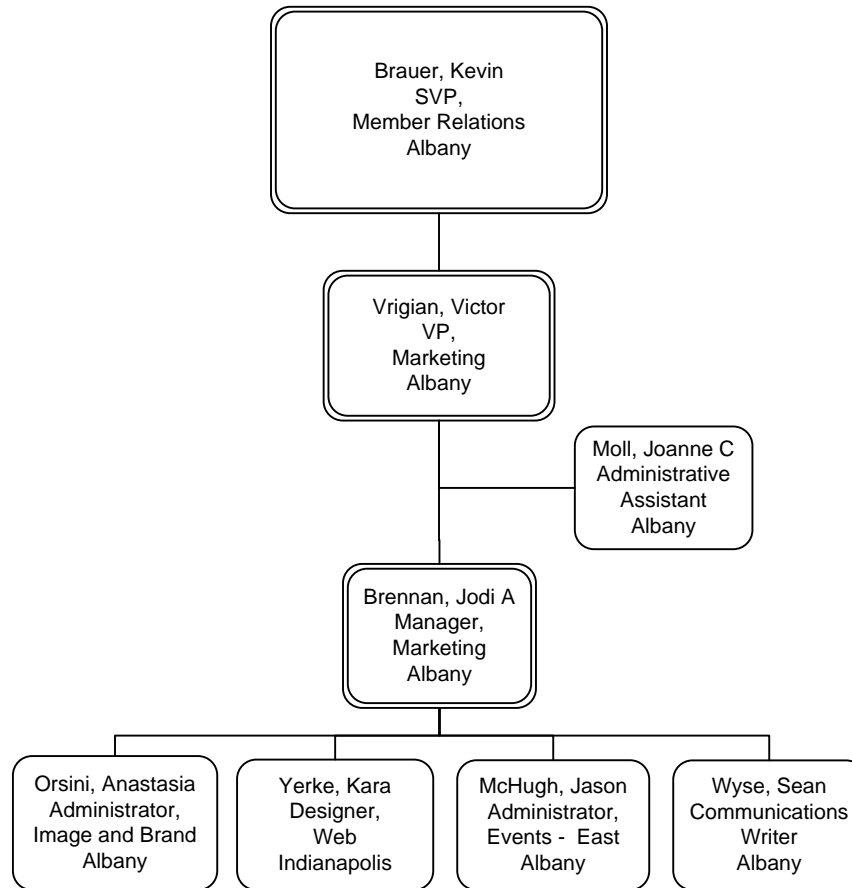 Brauer, Kevin
SVP,
Member Relations
Albany
Vrigian, Victor
VP,
Marketing
Albany
Moll, Joanne C
Administrative
Assistant
Albany
Brennan, Jodi A
Manager,
Marketing
Albany
Orsini, Anastasia
Administrator,
Image and Brand
Albany
Yerke, Kara
Designer,
Web
Indianapolis
McHugh, Jason
Administrator,
Events - East
Albany
Wyse, Sean
Communications
Writer
Albany